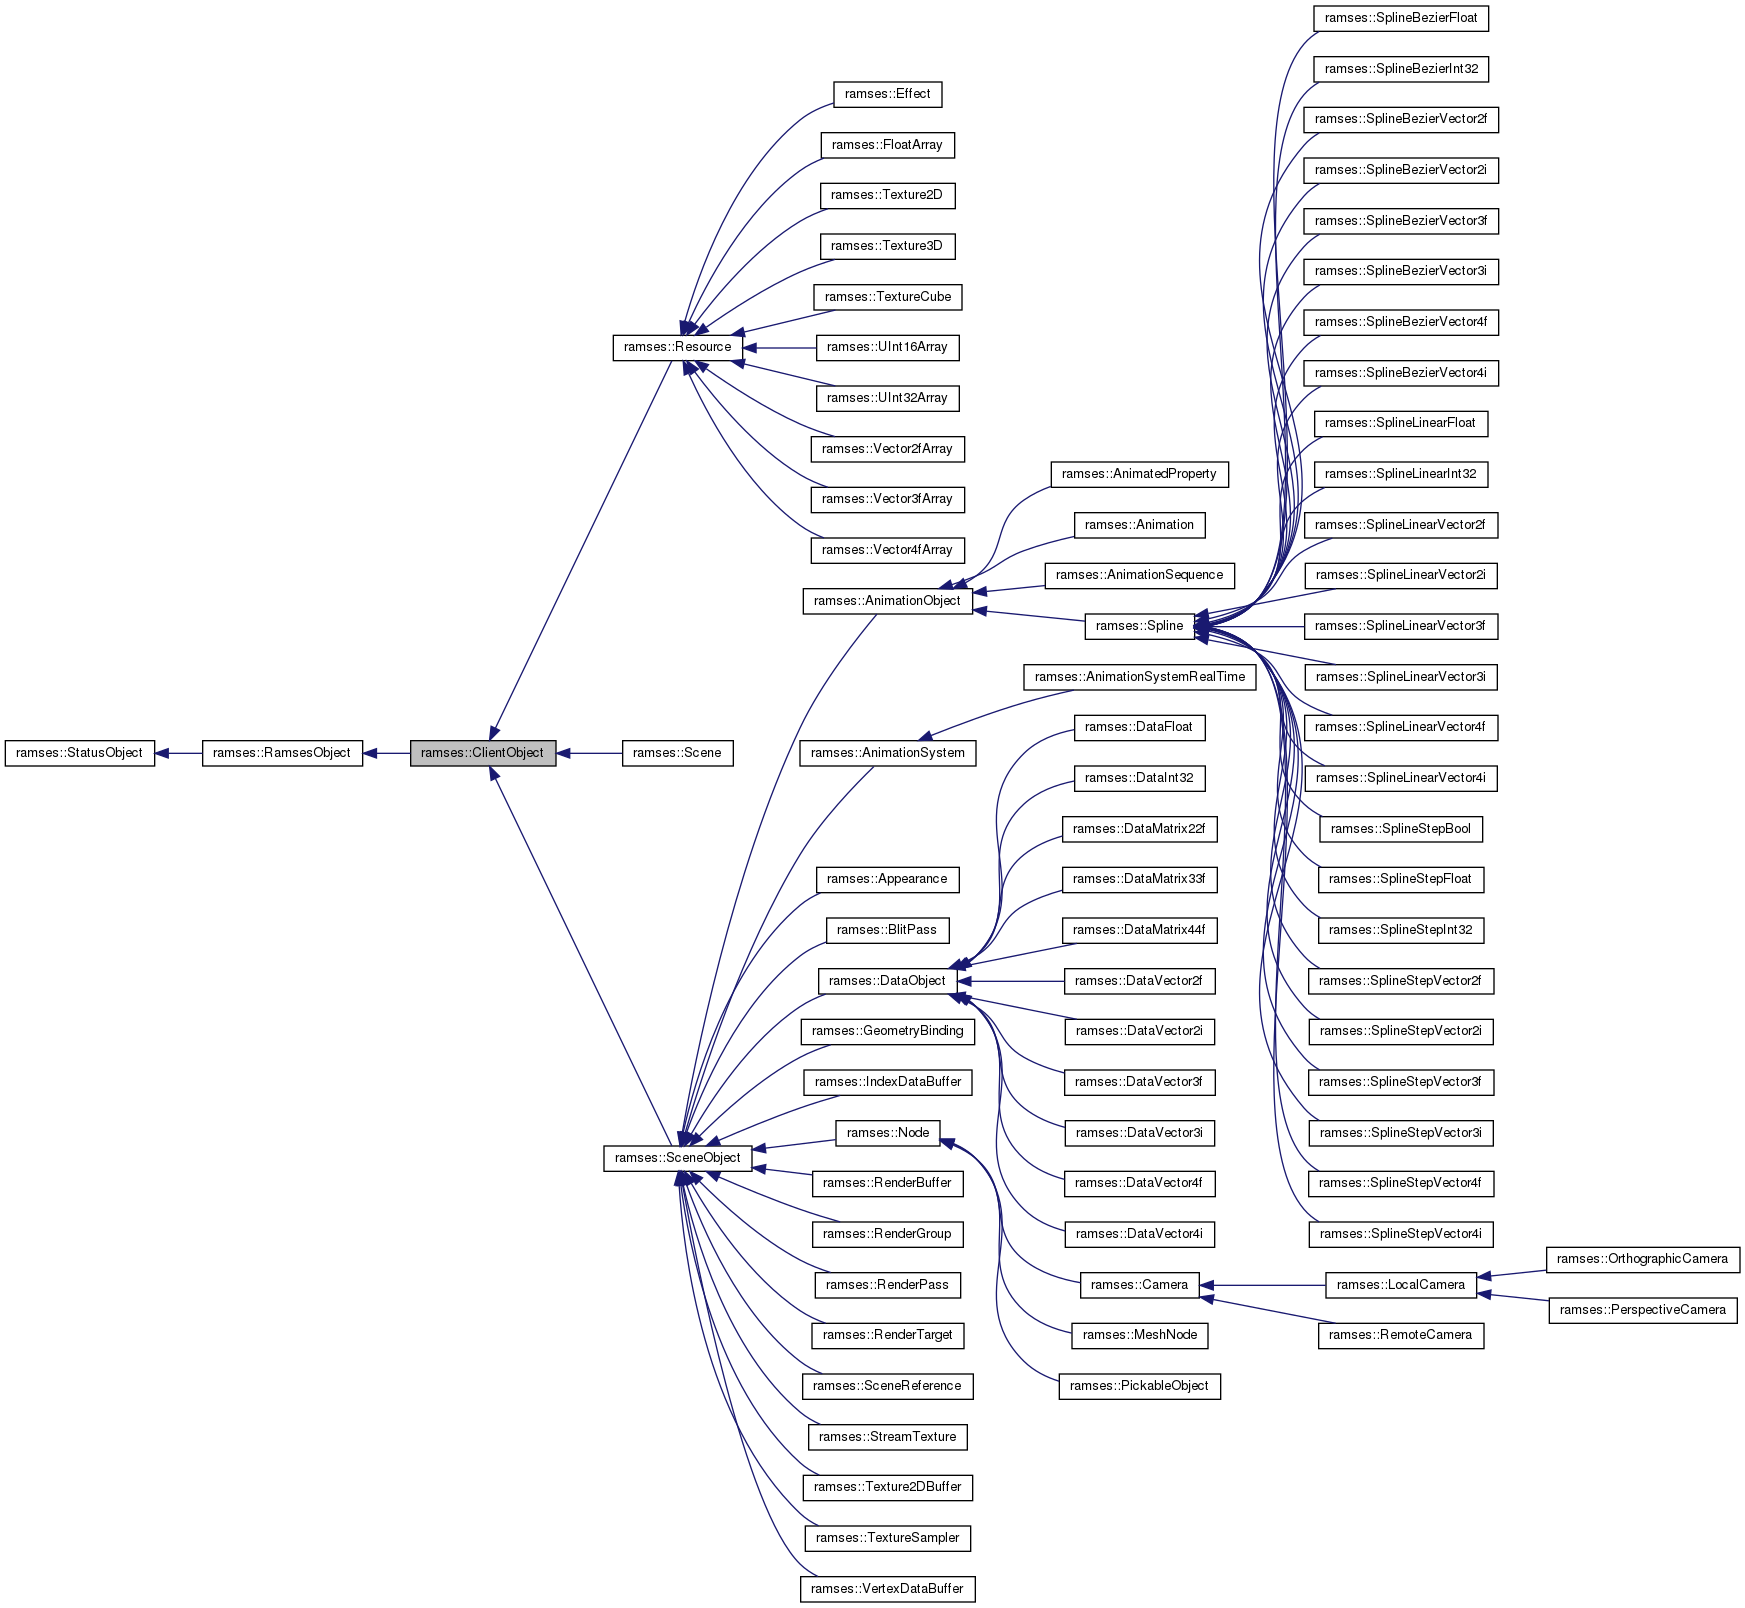 ramses::StatusObject
ramses::RamsesObject
ramses::ClientObject
ramses::Resource
ramses::Scene
ramses::SceneObject
ramses::Effect
ramses::FloatArray
ramses::Texture2D
ramses::Texture3D
ramses::TextureCube
ramses::UInt16Array
ramses::UInt32Array
ramses::Vector2fArray
ramses::Vector3fArray
ramses::Vector4fArray
ramses::AnimationObject
ramses::AnimationSystem
ramses::Appearance
ramses::BlitPass
ramses::DataObject
ramses::GeometryBinding
ramses::IndexDataBuffer
ramses::Node
ramses::RenderBuffer
ramses::RenderGroup
ramses::RenderPass
ramses::RenderTarget
ramses::SceneReference
ramses::StreamTexture
ramses::Texture2DBuffer
ramses::TextureSampler
ramses::VertexDataBuffer
ramses::AnimatedProperty
ramses::Animation
ramses::AnimationSequence
ramses::Spline
ramses::AnimationSystemRealTime
ramses::DataFloat
ramses::DataInt32
ramses::DataMatrix22f
ramses::DataMatrix33f
ramses::DataMatrix44f
ramses::DataVector2f
ramses::DataVector2i
ramses::DataVector3f
ramses::DataVector3i
ramses::DataVector4f
ramses::DataVector4i
ramses::Camera
ramses::MeshNode
ramses::PickableObject
ramses::SplineBezierFloat
ramses::SplineBezierInt32
ramses::SplineBezierVector2f
ramses::SplineBezierVector2i
ramses::SplineBezierVector3f
ramses::SplineBezierVector3i
ramses::SplineBezierVector4f
ramses::SplineBezierVector4i
ramses::SplineLinearFloat
ramses::SplineLinearInt32
ramses::SplineLinearVector2f
ramses::SplineLinearVector2i
ramses::SplineLinearVector3f
ramses::SplineLinearVector3i
ramses::SplineLinearVector4f
ramses::SplineLinearVector4i
ramses::SplineStepBool
ramses::SplineStepFloat
ramses::SplineStepInt32
ramses::SplineStepVector2f
ramses::SplineStepVector2i
ramses::SplineStepVector3f
ramses::SplineStepVector3i
ramses::SplineStepVector4f
ramses::SplineStepVector4i
ramses::LocalCamera
ramses::RemoteCamera
ramses::OrthographicCamera
ramses::PerspectiveCamera